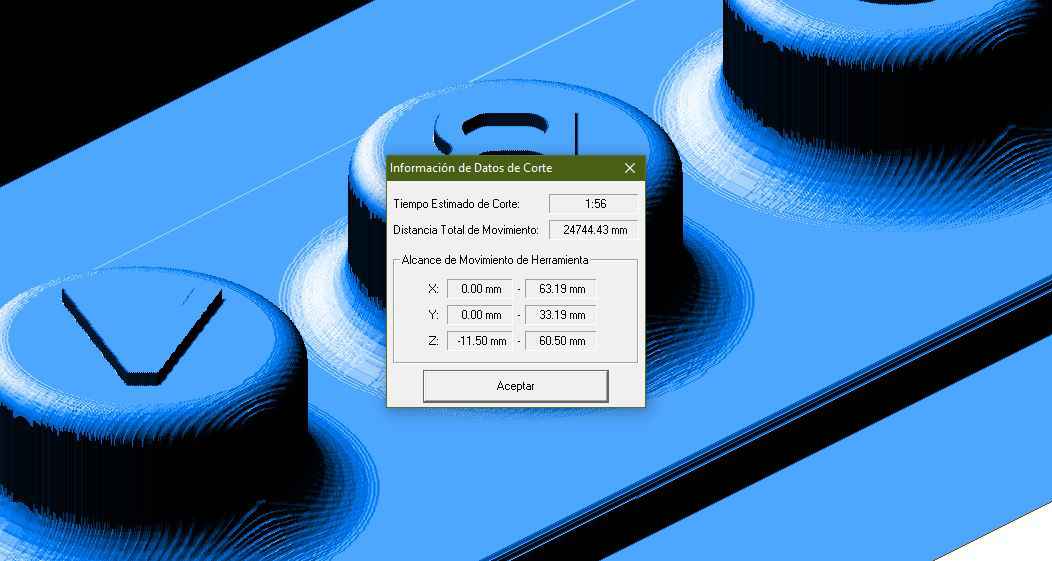 Información de Datos de Corte
Tiempo Estimado de Corte: 1:56
Distancia Total de Movimiento: 24744.43 mm
Alcance de Movimiento de Herramienta
X: 0.00 mm - 63.19 mm
Y: 0.00 mm - 33.19 mm
Z: -11.50 mm - 60.50 mm
Aceptar